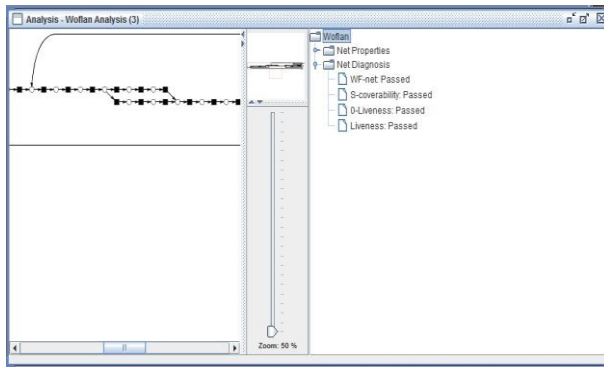 Analysis - Woflan Analysis (3)
Woflan
Net Properties
Net Diagnosis
WF-net: Passed
S-coverability: Passed
0-Liveness: Passed
Liveness: Passed
Zoom: 50 %